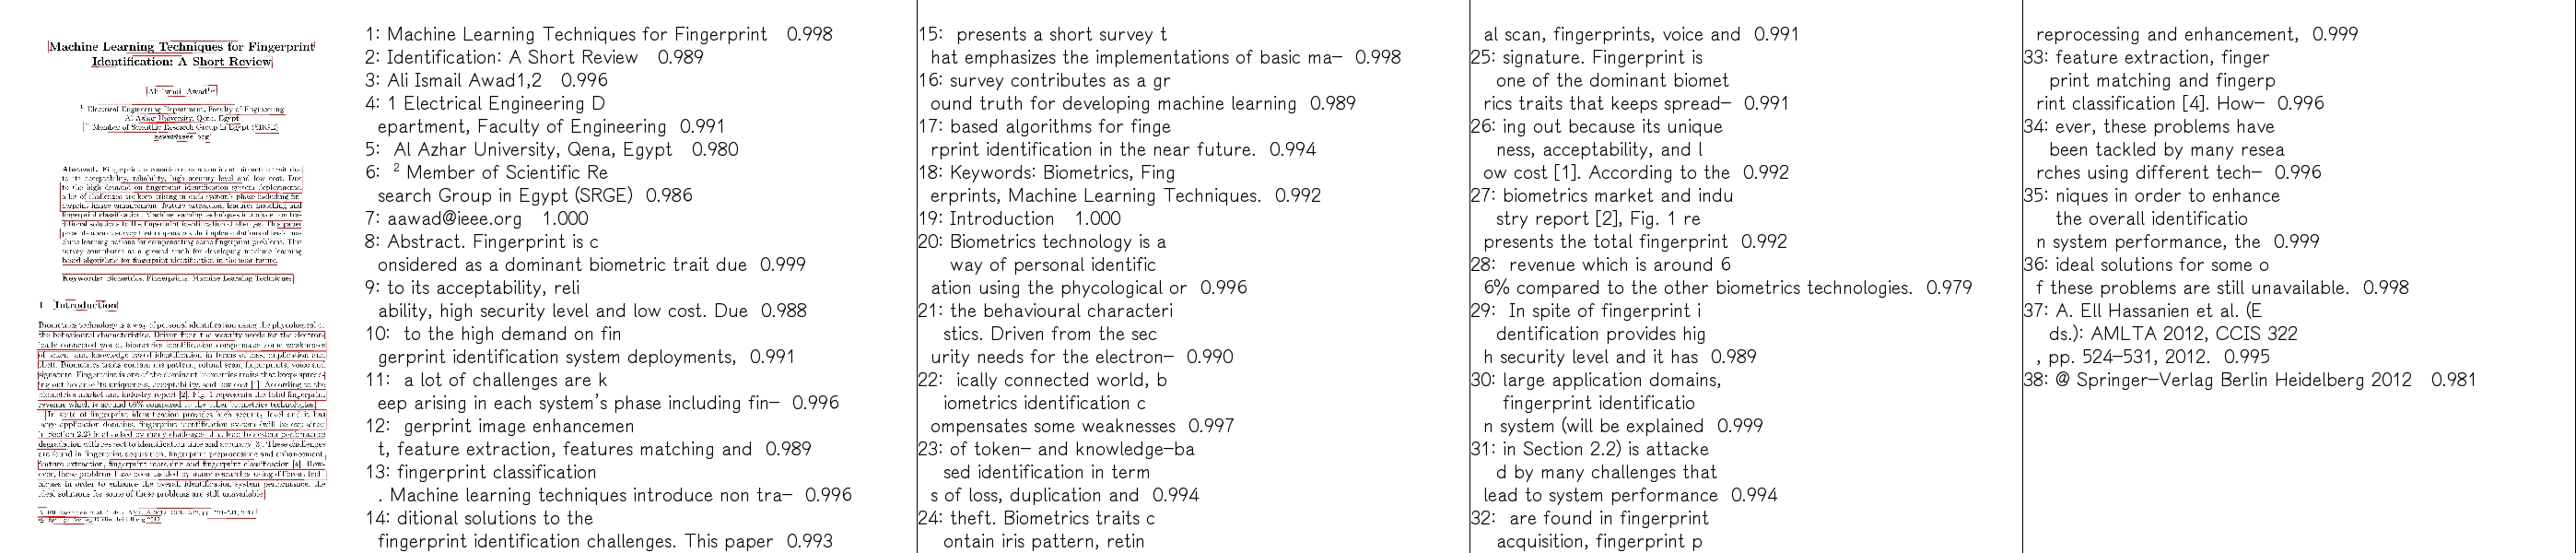 Machine Learning Techniques for Fingerprint
Identification: A Short Review
Electrical Engineering Department, Faculty of Engineering
Al Azhar University, Qena, Egypt
Member of Scientific Research Group in Egypt (SRGE)
1 Introduction
1: Machine Learning Techniques for Fingerprint 0.998
2: Identification: A Short Review 0.989
3: Ali Ismail Awad1,2 0.996
4: 1 Electrical Engineering D
epartment, Faculty of Engineering 0.991
5: Al Azhar University, Qena, Egypt 0.980
6: ² Member of Scientific Re
search Group in Egypt (SRGE) 0.986
7: aawad@ieee.org 1.000
8: Abstract. Fingerprint is c
onsidered as a dominant biometric trait due 0.999
9: to its acceptability, reli
ability, high security level and low cost. Due 0.988
10: to the high demand on fin
gerprint identification system deployments, 0.991
11: a lot of challenges are k
eep arising in each system's phase including fin- 0.996
12: gerprint image enhancemen
t, feature extraction, features matching and 0.989
13: fingerprint classification
. Machine learning techniques introduce non tra- 0.996
14: ditional solutions to the
fingerprint identification challenges. This paper 0.993
15: presents a short survey t
hat emphasizes the implementations of basic ma- 0.998
16: survey contributes as a gr
ound truth for developing machine learning 0.989
17: based algorithms for finge
rprint identification in the near future. 0.994
18: Keywords: Biometrics, Fing
erprints, Machine Learning Techniques. 0.992
19: Introduction 1.000
20: Biometrics technology is a
way of personal identific
ation using the phycological or 0.996
21: the behavioural characteri
stics. Driven from the sec
urity needs for the electron- 0.990
22: ically connected world, b
iometrics identification c
ompensates some weaknesses 0.997
23: of token- and knowledge-ba
sed identification in term
s of loss, duplication and 0.994
24: theft. Biometrics traits c
ontain iris pattern, retin
al scan, fingerprints, voice and 0.991
25: signature. Fingerprint is
one of the dominant biomet
rics traits that keeps spread- 0.991
26: ing out because its unique
ness, acceptability, and l
ow cost [1]. According to the 0.992
27: biometrics market and indu
stry report [2], Fig. 1 re
presents the total fingerprint 0.992
28: revenue which is around 6
6% compared to the other biometrics technologies. 0.979
29: In spite of fingerprint i
dentification provides hig
h security level and it has 0.989
30: large application domains,
fingerprint identificatio
n system (will be explained 0.999
31: in Section 2.2) is attacke
d by many challenges that
lead to system performance 0.994
32: are found in fingerprint
acquisition, fingerprint p
reprocessing and enhancement, 0.999
33: feature extraction, finger
print matching and fingerp
rint classification [4]. How- 0.996
34: ever, these problems have
been tackled by many resea
rches using different tech- 0.996
35: niques in order to enhance
the overall identificatio
n system performance, the 0.999
36: ideal solutions for some o
f these problems are still unavailable. 0.998
37: A. Ell Hassanien et al. (E
ds.): AMLTA 2012, CCIS 322
, pp. 524-531, 2012. 0.995
38: @ Springer-Verlag Berlin Heidelberg 2012 0.981